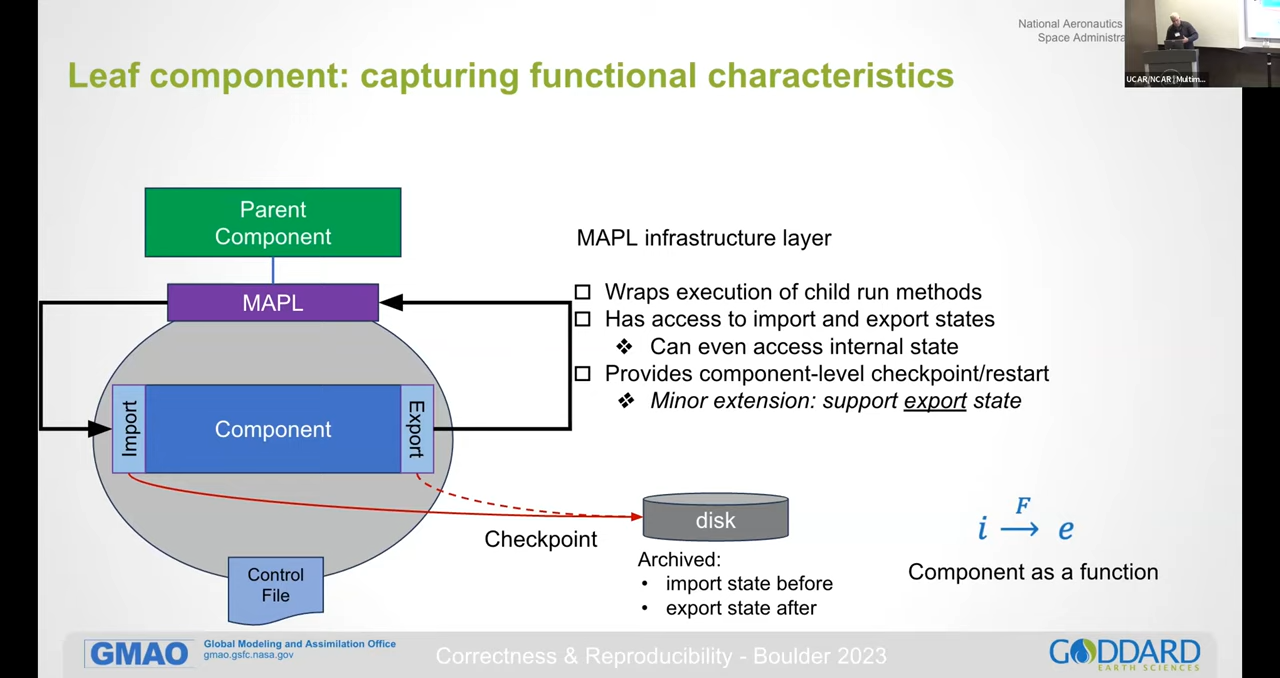 National Aeronautics
Space Administra
UCAR/NCAR | Multim...
Leaf component: capturing functional characteristics
Parent
Component
MAPL
Import
Component
Export
Control
File
MAPL infrastructure layer
Wraps execution of child run methods
Has access to import and export states
Can even access internal state
Provides component-level checkpoint/restart
Minor extension: support export state
Checkpoint
disk
Archived:
• import state before
• export state after
F
i → e
Component as a function
GMAO
Global Modeling and Assimilation Office
gmao.gsfc.nasa.gov
Correctness & Reproducibility - Boulder 2023
GODDARD
EARTH SCIENCES